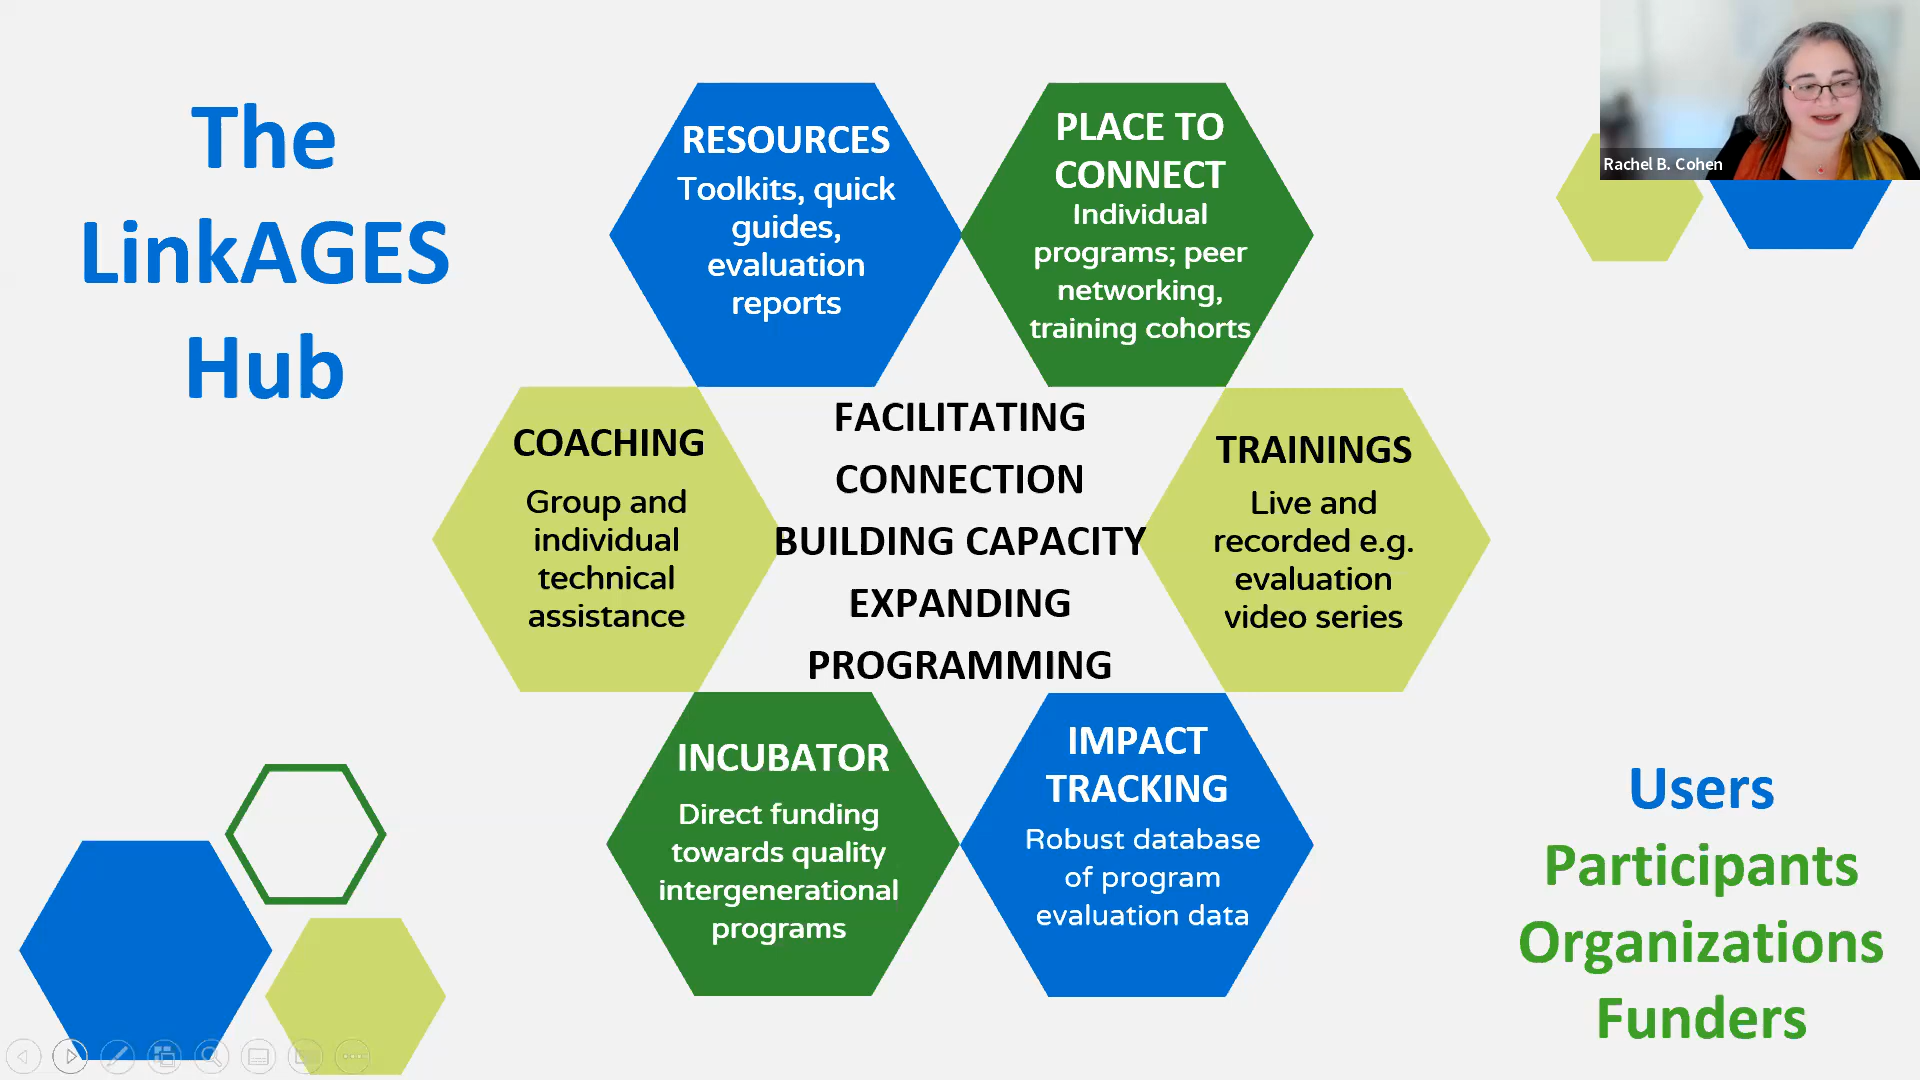 The
LinkAGES
Hub
RESOURCES
Toolkits, quick
guides,
evaluation
reports
PLACE TO
CONNECT
Individual
programs; peer
networking,
training cohorts
Rachel B. Cohen
COACHING
Group and
individual
technical
assistance
FACILITATING
CONNECTION
BUILDING CAPACITY
EXPANDING
PROGRAMMING
TRAININGS
Live and
recorded e.g.
evaluation
video series
INCUBATOR
Direct funding
towards quality
intergenerational
programs
IMPACT
TRACKING
Robust database
of program
evaluation data
Users
Participants
Organizations
Funders